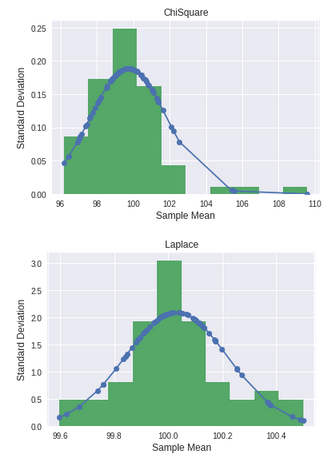 ChiSquare
0.25
0.20
0.15
0.10
0.05
0.00
Standard Deviation
96 98 100 102 104 106 108 110
Sample Mean
Laplace
3.0
2.5
2.0
1.5
1.0
0.5
0.0
Standard Deviation
99.6 99.8 100.0 100.2 100.4
Sample Mean